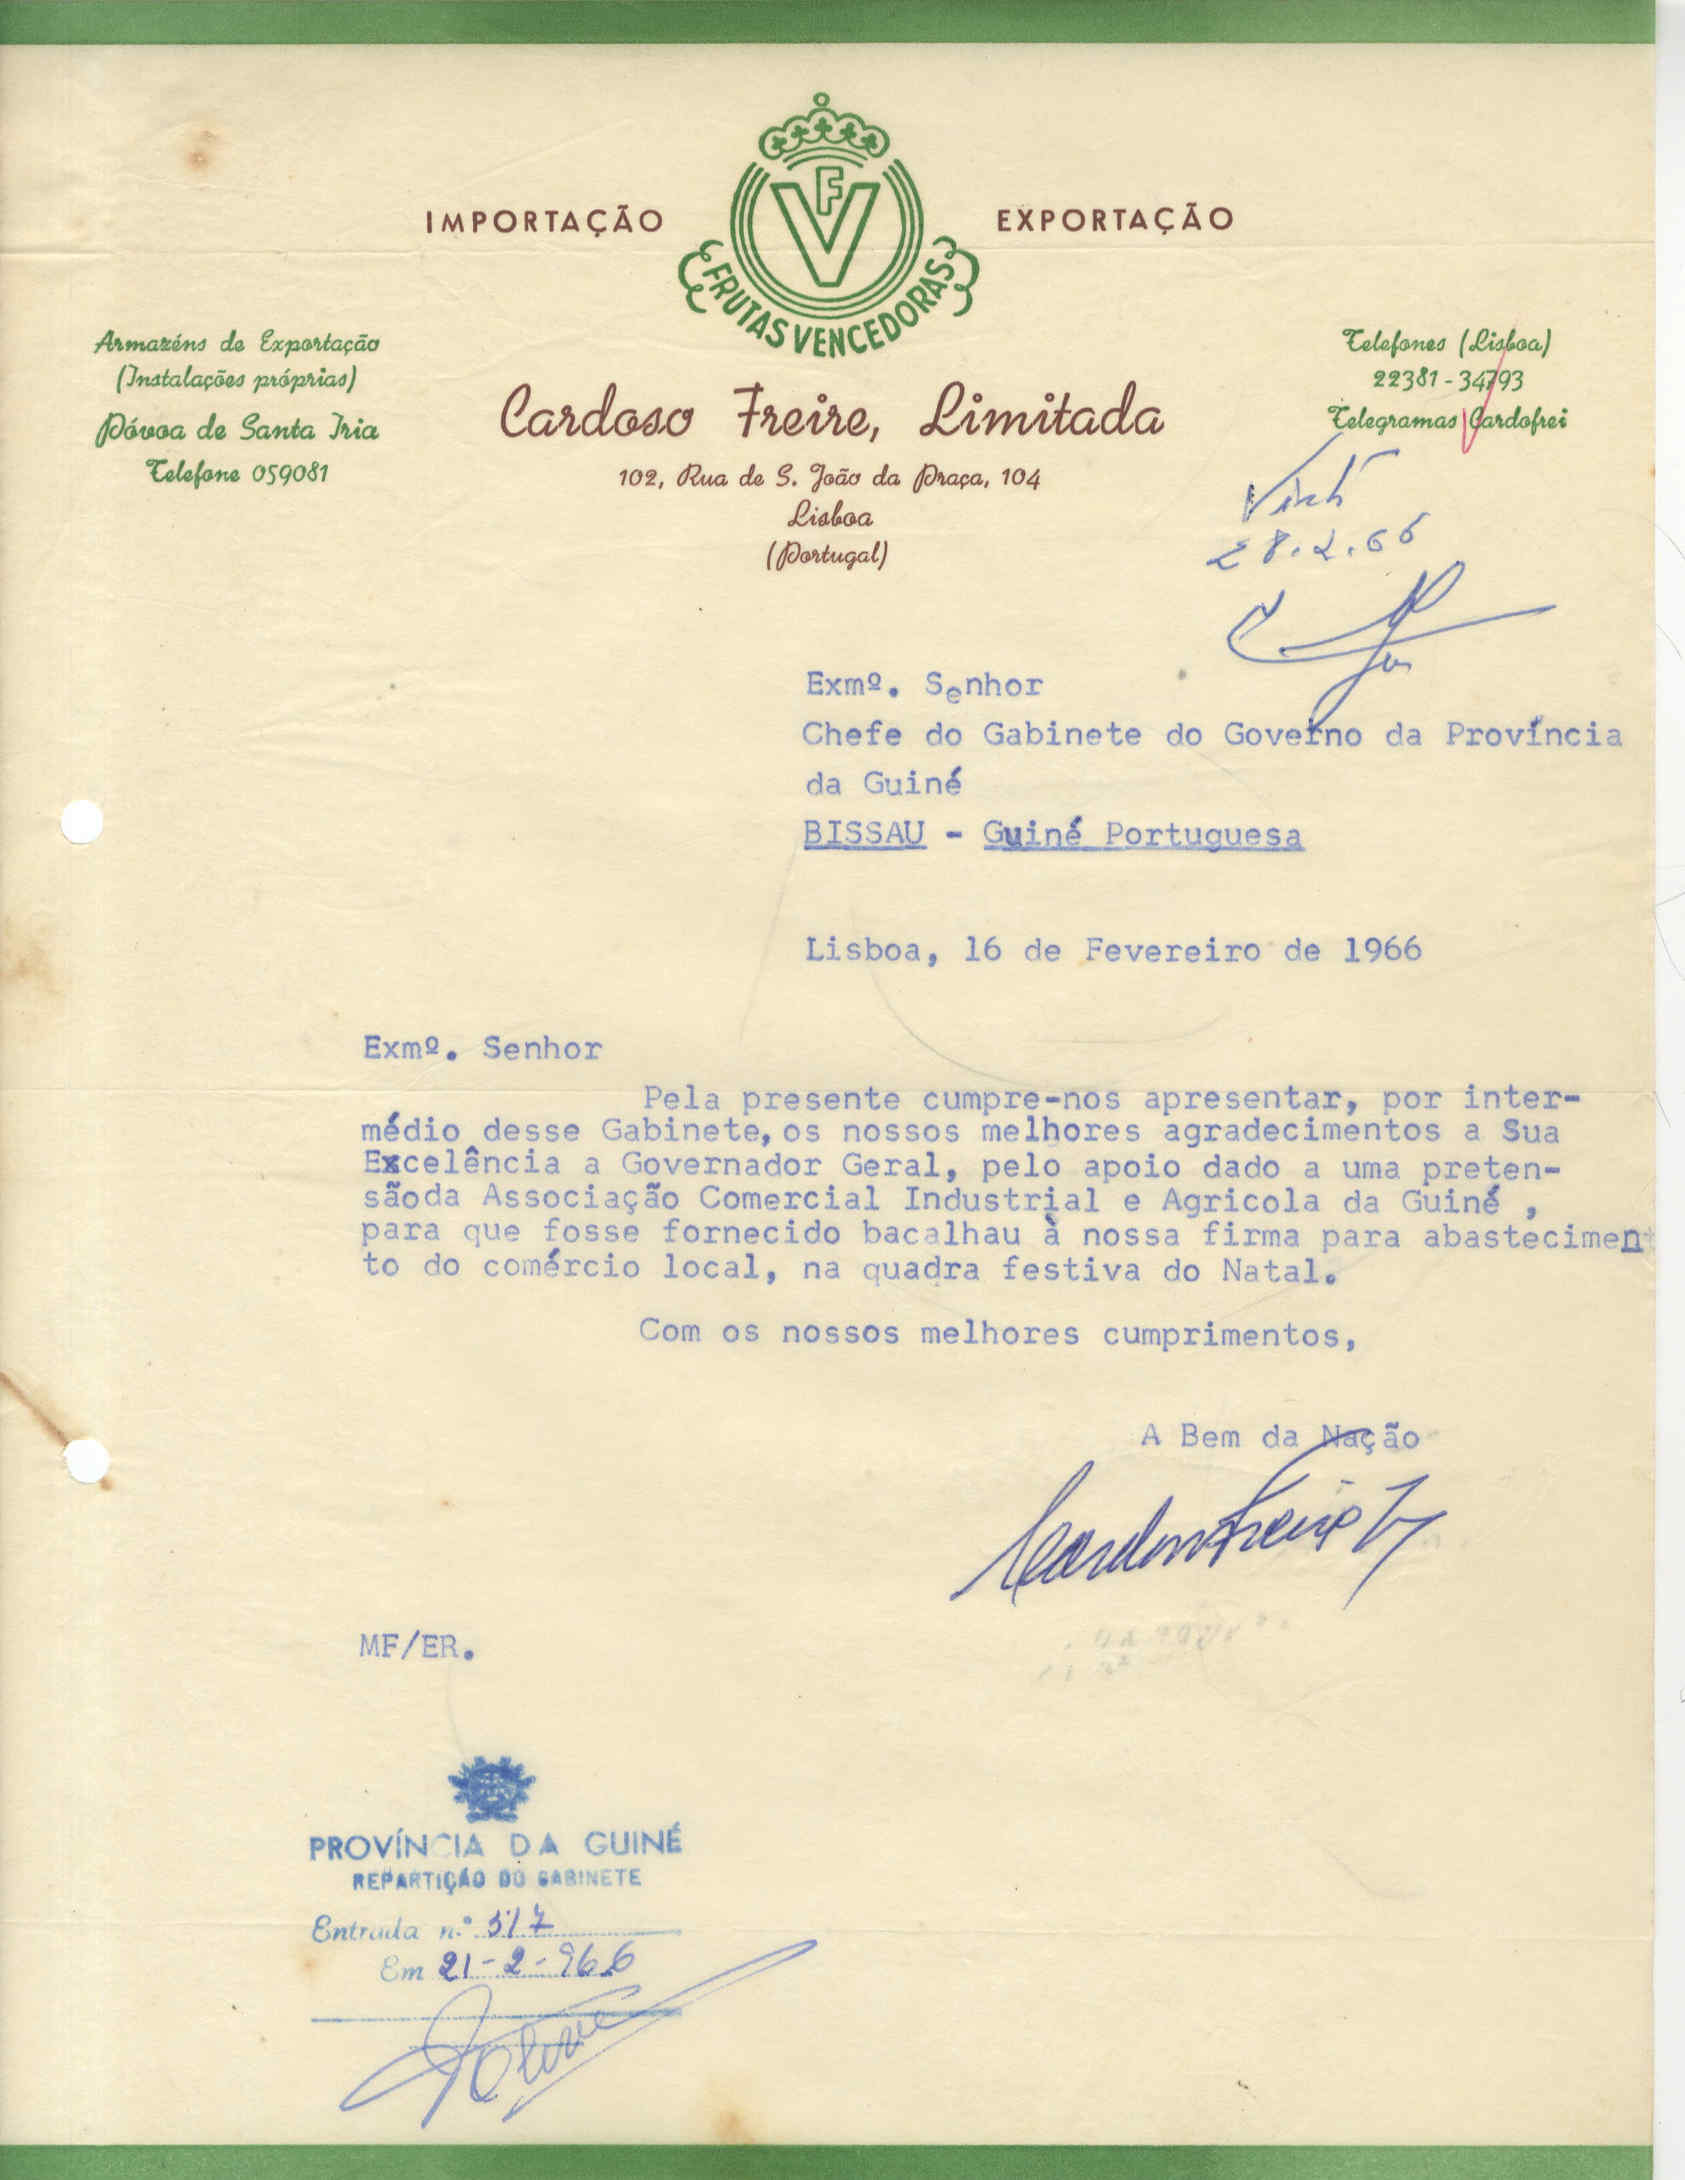 IMPORTAÇÃO
EXPORTAÇÃO
FV
FRUTAS VENCEDORAS
Armazéns de Exportação
(Instalações próprias)
Póvoa de Santa Iria
Telefone 059081
Telefones (Lisboa)
22381 - 34793
Telegramas Cardofrei
Cardoso Freire, Limitada
102, Rua de S. João da Praça, 104
Lisboa
(Portugal)
28.2.66
Exmº. Senhor
Chefe do Gabinete do Governo da Província
da Guiné
BISSAU - Guiné Portuguesa
Lisboa, 16 de Fevereiro de 1966
Exmº. Senhor
Pela presente cumpre-nos apresentar, por inter-
médio desse Gabinete, os nossos melhores agradecimentos a Sua
Excelência a Governador Geral, pelo apoio dado a uma preten-
sãoda Associação Comercial Industrial e Agricola da Guiné ,
para que fosse fornecido bacalhau à nossa firma para abastecimen
to do comércio local, na quadra festiva do Natal.
Com os nossos melhores cumprimentos,
A Bem da Nação
Cardoso Freire
MF/ER.
PROVÍNCIA DA GUINÉ
REPARTIÇÃO DO GABINETE
Entrada n.º 517
Em 21-2-966